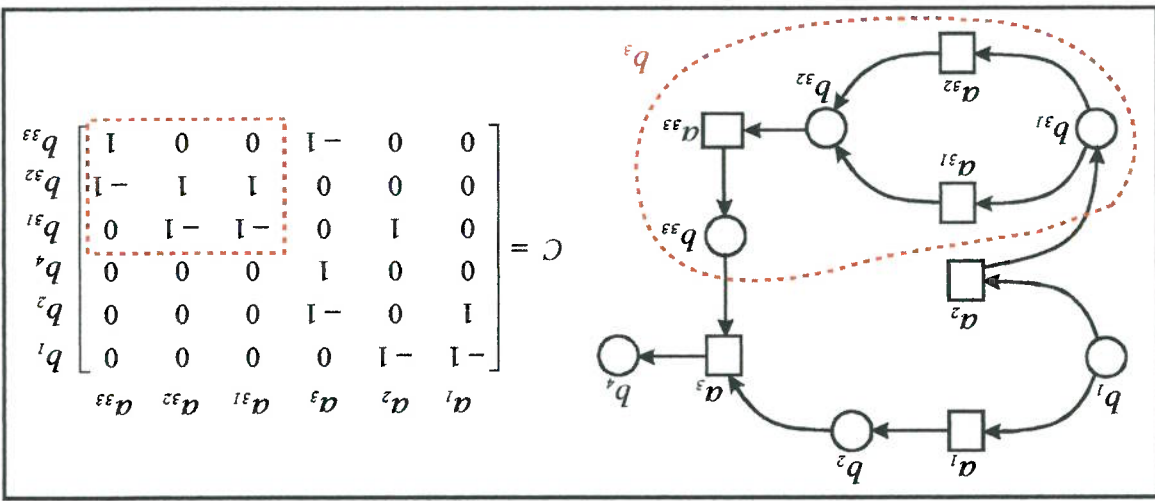 a₁
b₂
b₁
a₃
b₄
a₂
b₃₃
b₃₁
a₃₁
a₃₃
b₃₂
a₃₂
b₃
a₁ a₂ a₃ a₃₁ a₃₂ a₃₃
-1 -1 0 0 0 0 b₁
1 0 -1 0 0 0 b₂
0 0 1 0 0 0 b₄
C =
0 1 0 -1 -1 0 b₃₁
0 0 0 1 1 -1 b₃₂
0 0 -1 0 0 1 b₃₃